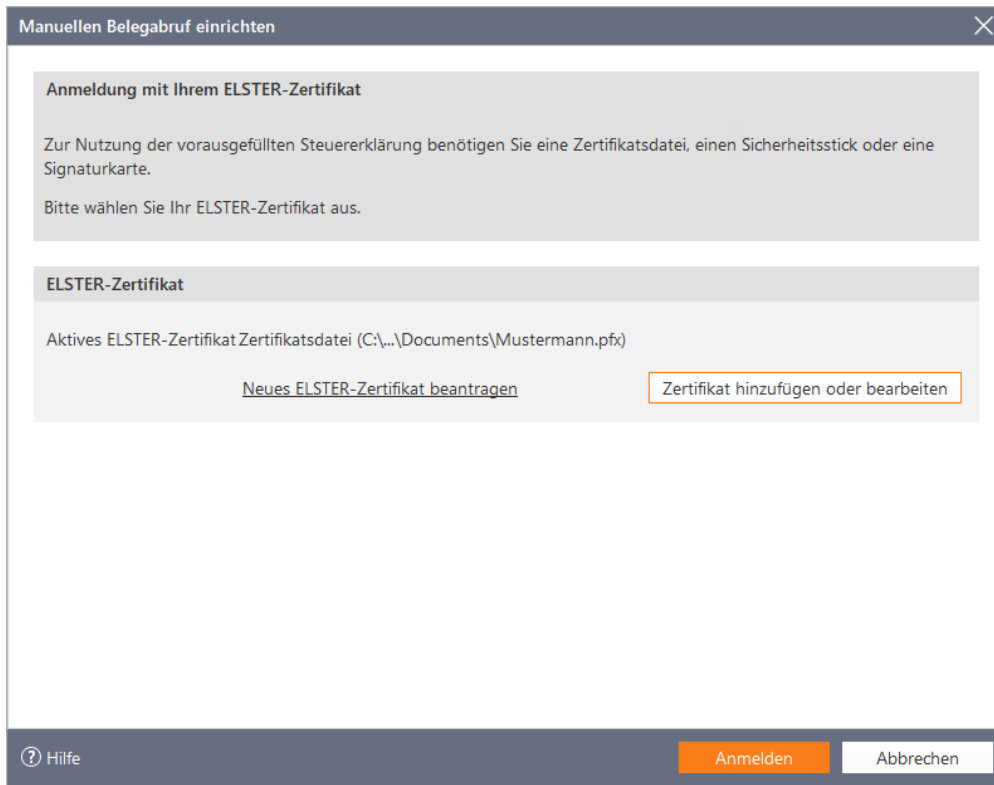 Manuellen Belegabruf einrichten
Anmeldung mit Ihrem ELSTER-Zertifikat
Zur Nutzung der vorausgefüllten Steuererklärung benötigen Sie eine Zertifikatsdatei, einen Sicherheitsstick oder eine
Signaturkarte.
Bitte wählen Sie Ihr ELSTER-Zertifikat aus.
ELSTER-Zertifikat
Aktives ELSTER-Zertifikat Zertifikatsdatei (C:\...\Documents\Mustermann.pfx)
Neues ELSTER-Zertifikat beantragen Zertifikat hinzufügen oder bearbeiten
? Hilfe Anmelden Abbrechen